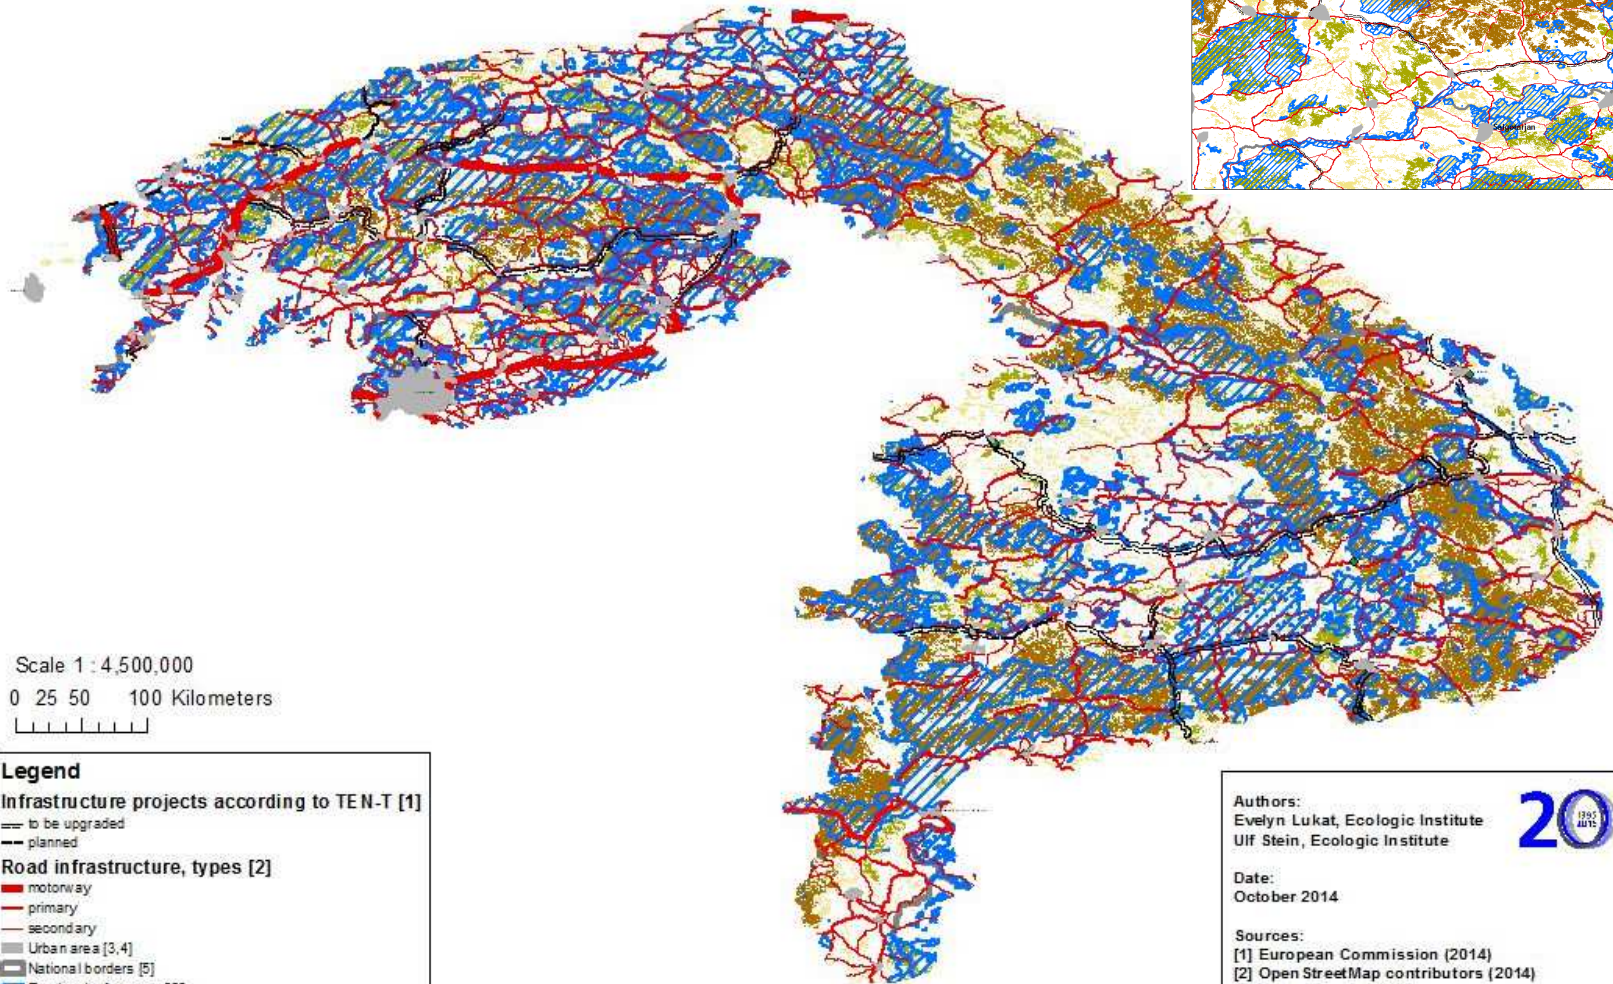 Scale 1 : 4,500,000
0 25 50 100 Kilometers
Legend
Infrastructure projects according to TEN-T [1]
to be upgraded
planned
Road infrastructure, types [2]
motorway
primary
secondary
Urban area [3,4]
National borders [5]
Authors:
Evelyn Lukat, Ecologic Institute
Ulf Stein, Ecologic Institute
20
Date:
October 2014
Sources:
[1] European Commission (2014)
[2] OpenStreetMap contributors (2014)